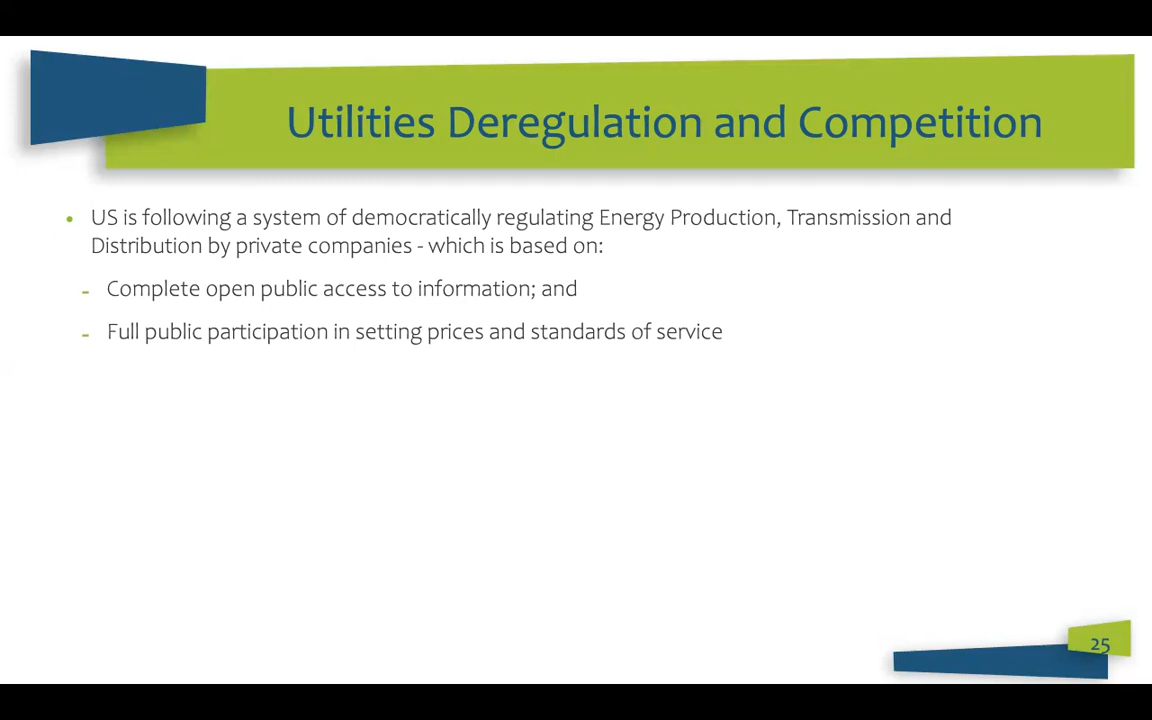 Utilities Deregulation and Competition
• US is following a system of democratically regulating Energy Production, Transmission and
Distribution by private companies - which is based on:
- Complete open public access to information; and
- Full public participation in setting prices and standards of service
25